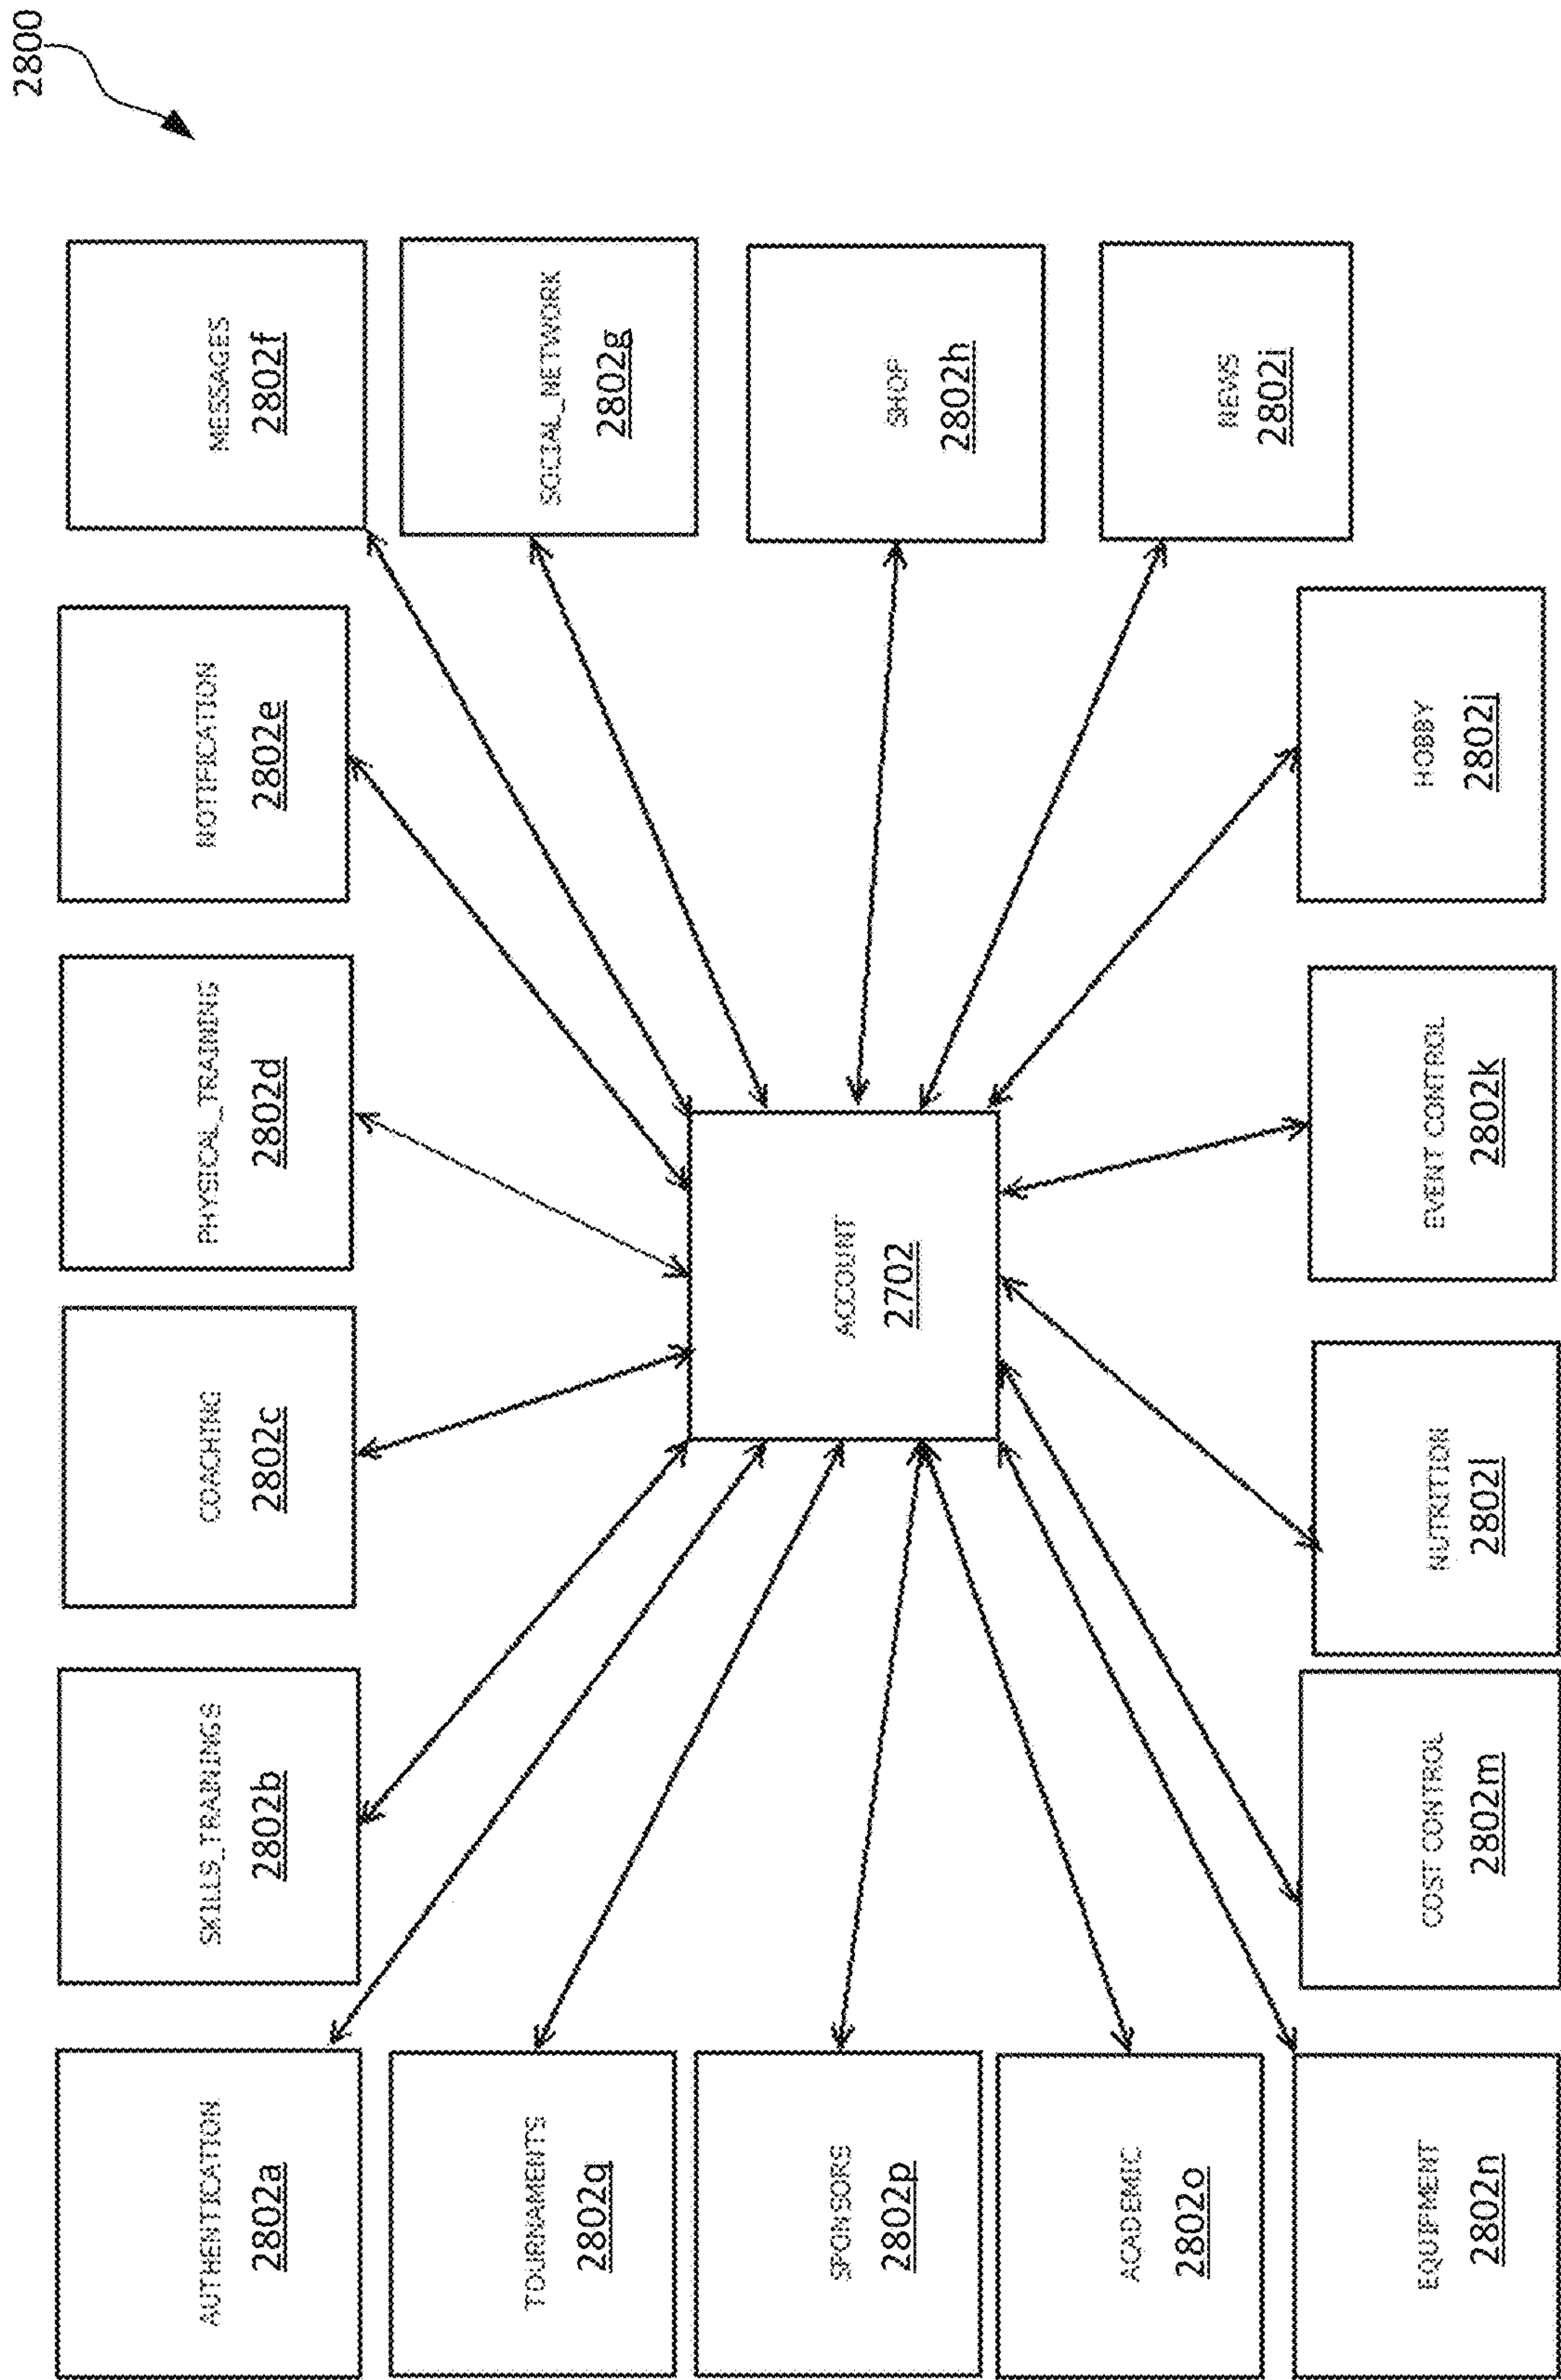 2800
AUTHENTICATION
2802a
SKILLS_TRAININGS
2802b
COACHING
2802c
PHYSICAL_TRAINING
2802d
NOTIFICATION
2802e
MESSAGES
2802f
TOURNAMENTS
2802q
SOCIAL_NETWORK
2802g
SPONSORS
2802p
ACCOUNT
2702
SHOP
2802h
ACADEMIC
2802o
NEWS
2802i
EQUIPMENT
2802n
COST CONTROL
2802m
NUTRITION
2802l
EVENT CONTROL
2802k
HOBBY
2802j